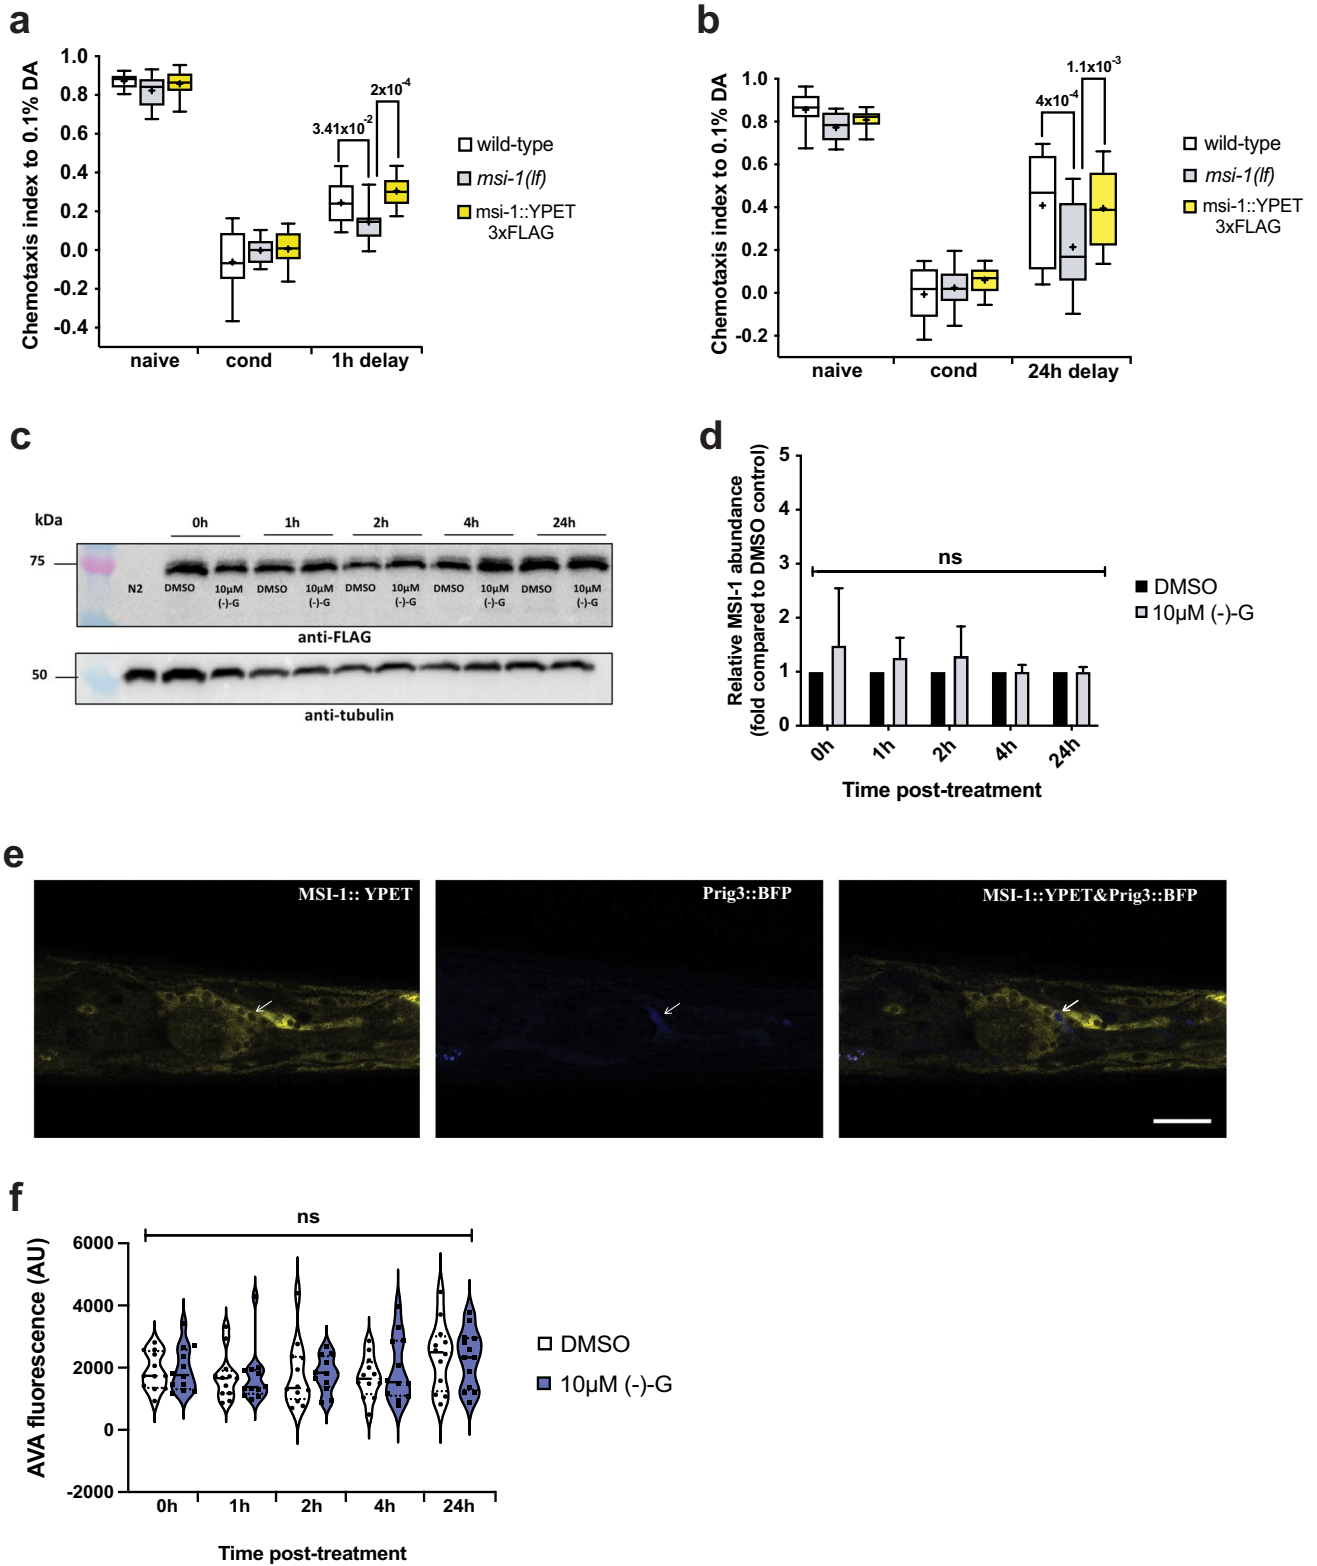 a
Chemotaxis index to 0.1% DA
1.0
0.8
0.6
0.4
0.2
0.0
-0.2
-0.4
3.41x10-2
2x10-4
naive
cond
1h delay
wild-type
msi-1(lf)
msi-1::YPET
3xFLAG
b
Chemotaxis index to 0.1% DA
1.0
0.8
0.6
0.4
0.2
0.0
-0.2
4x10-4
1.1x10-3
naive
cond
24h delay
wild-type
msi-1(lf)
msi-1::YPET
3xFLAG
c
kDa
0h 1h 2h 4h 24h
75
N2 DMSO 10µM DMSO 10µM DMSO 10µM DMSO 10µM DMSO 10µM
(-)-G (-)-G (-)-G (-)-G (-)-G
anti-FLAG
50
anti-tubulin
d
Relative MSI-1 abundance
(fold compared to DMSO control)
5
4
3
2
1
0
ns
0h 1h 2h 4h 24h
Time post-treatment
DMSO
10µM (-)-G
e
MSI-1:: YPET
Prig3::BFP
MSI-1::YPET&Prig3::BFP
f
AVA fluorescence (AU)
6000
4000
2000
0
-2000
ns
0h 1h 2h 4h 24h
Time post-treatment
DMSO
10µM (-)-G